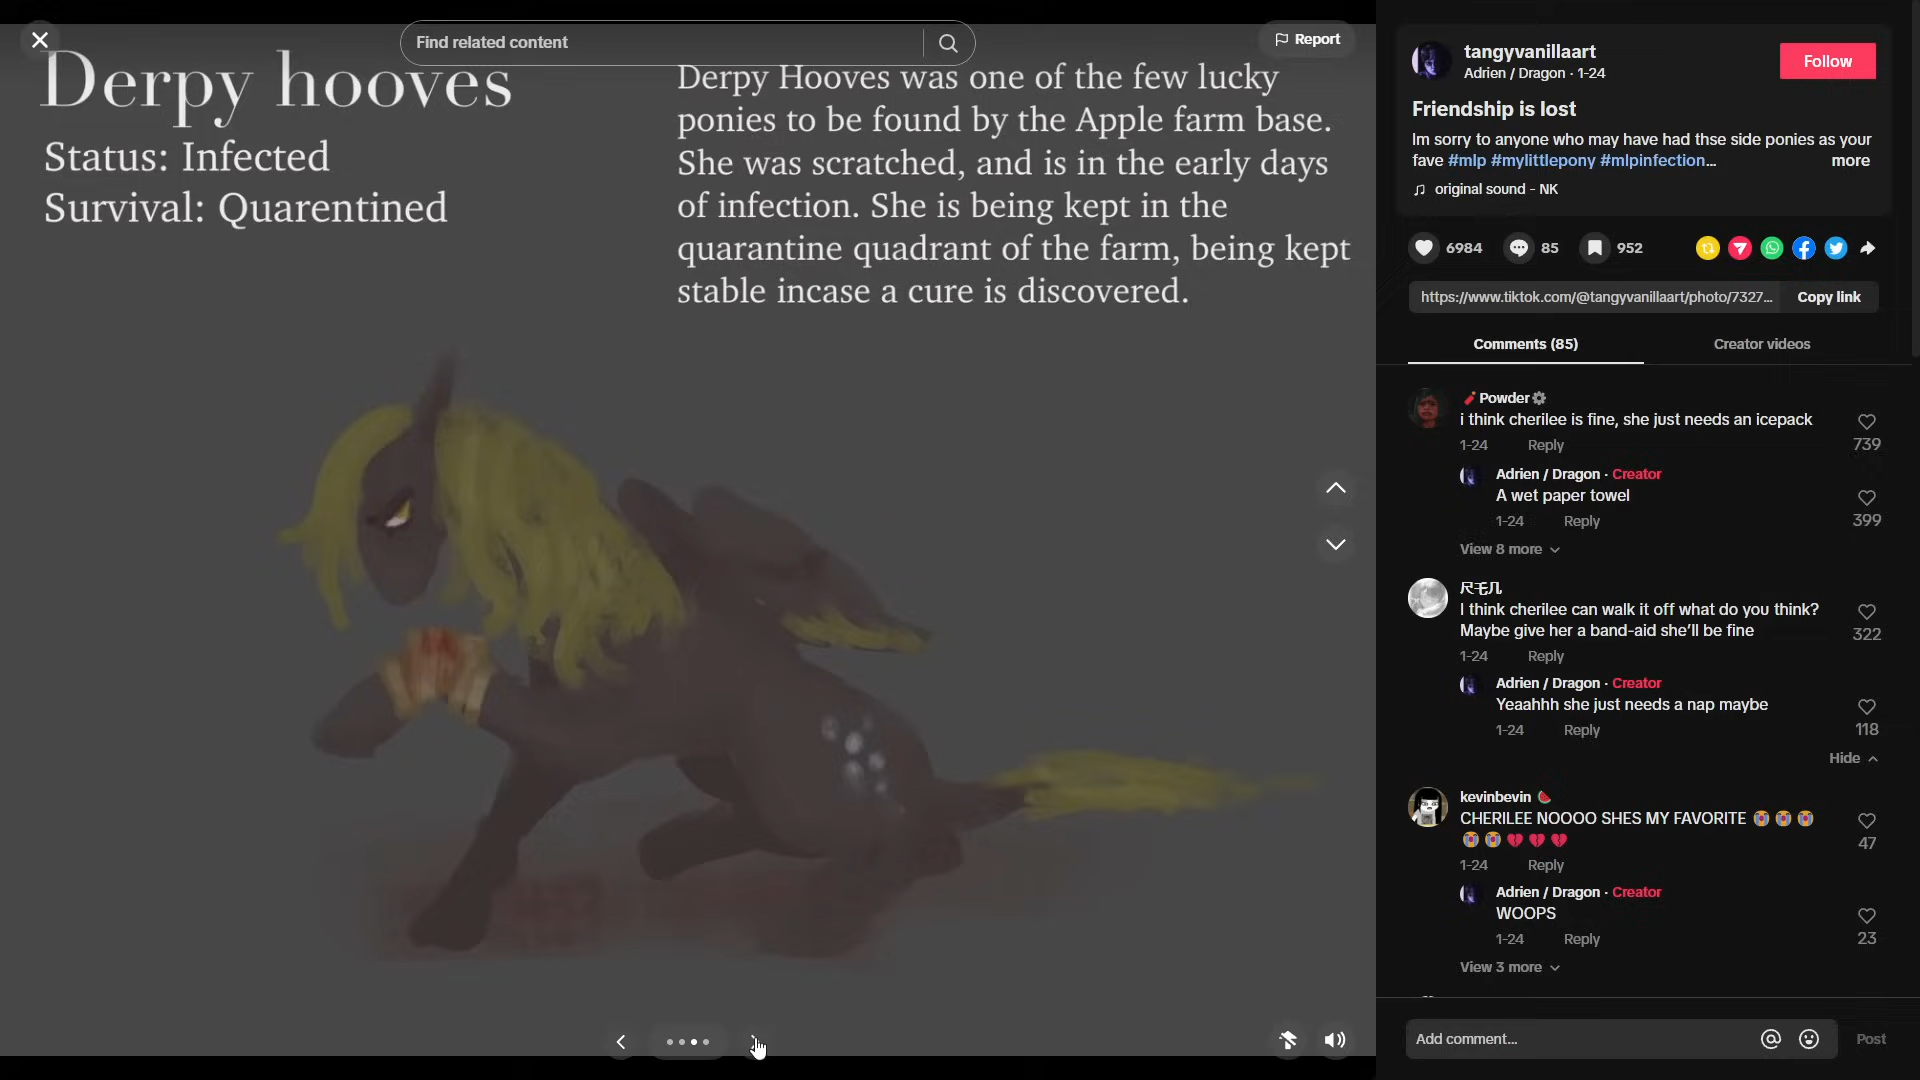 Find related content
Report
Derpy hooves
Status: Infected
Survival: Quarentined
Derpy Hooves was one of the few lucky
ponies to be found by the Apple farm base.
She was scratched, and is in the early days
of infection. She is being kept in the
quarantine quadrant of the farm, being kept
stable incase a cure is discovered.
tangyvanillaart
Adrien / Dragon · 1-24
Follow
Friendship is lost
Im sorry to anyone who may have had thse side ponies as your
fave #mlp #mylittlepony #mlpinfection... more
original sound - NK
6984 85 952
https://www.tiktok.com/@tangyvanillaart/photo/7327... Copy link
Comments (85) Creator videos
Powder
i think cherilee is fine, she just needs an icepack
1-24 Reply 739
Adrien / Dragon · Creator
A wet paper towel
1-24 Reply 399
View 8 more
尺乇几
I think cherilee can walk it off what do you think?
Maybe give her a band-aid she'll be fine
1-24 Reply 322
Adrien / Dragon · Creator
Yeaahhh she just needs a nap maybe
1-24 Reply 118
Hide
kevinbevin 🍉
CHERILEE NOOOO SHES MY FAVORITE 😭😭😭
😭😭💔💔💔
1-24 Reply 47
Adrien / Dragon · Creator
WOOPS
1-24 Reply 23
View 3 more
Add comment... Post